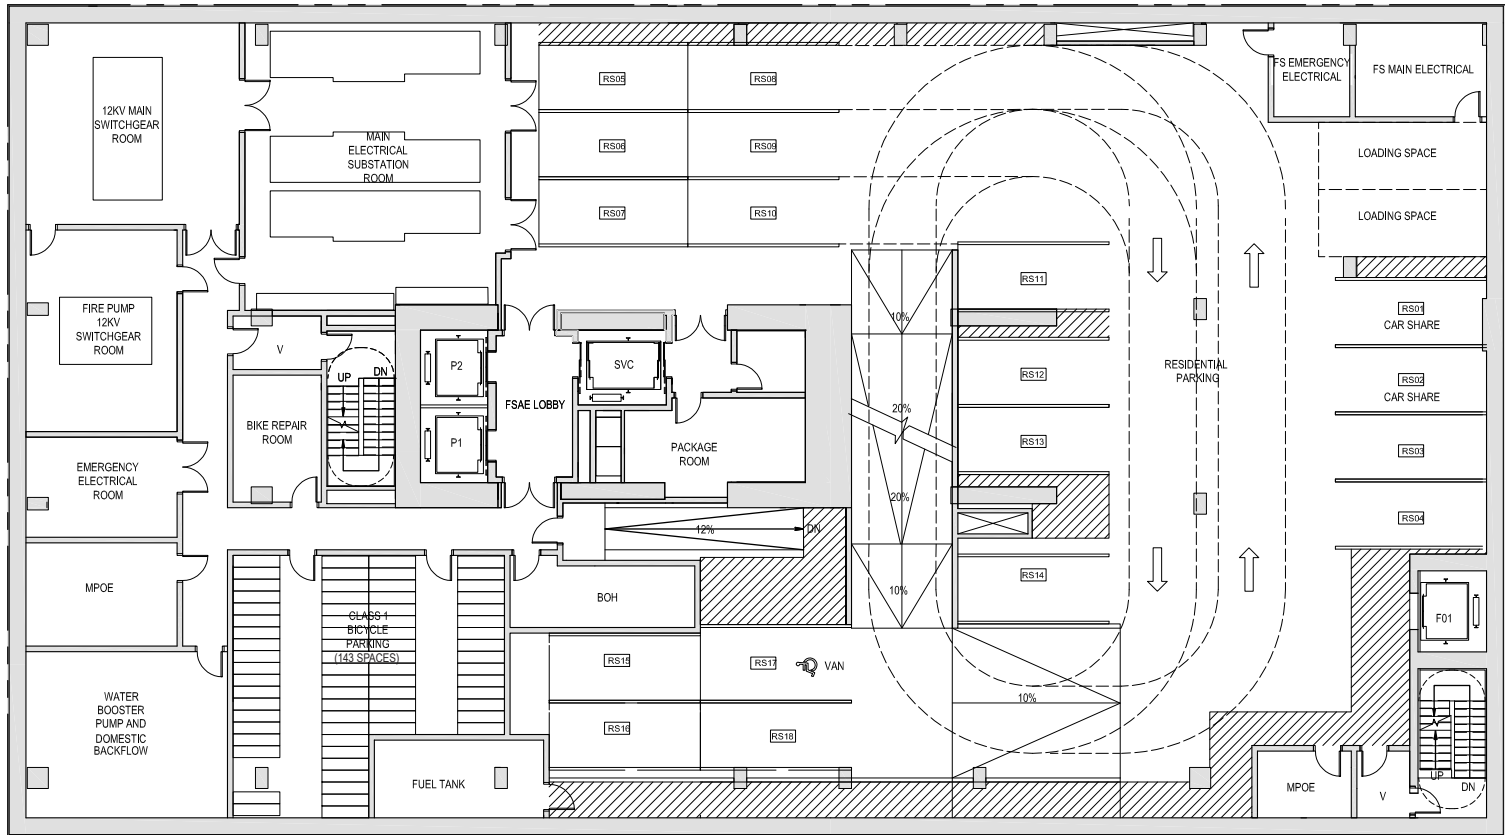 12KV MAIN
SWITCHGEAR
ROOM
MAIN
ELECTRICAL
SUBSTATION
ROOM
RS05
RS08
RS06
RS09
RS07
RS10
FS EMERGENCY
ELECTRICAL
FS MAIN ELECTRICAL
LOADING SPACE
LOADING SPACE
FIRE PUMP
12KV
SWITCHGEAR
ROOM
V
UP
DN
P2
P1
FSAE LOBBY
SVC
PACKAGE
ROOM
BIKE REPAIR
ROOM
10%
20%
20%
10%
RS11
RS12
RS13
RS14
RESIDENTIAL
PARKING
RS01
CAR SHARE
RS02
CAR SHARE
RS03
RS04
EMERGENCY
ELECTRICAL
ROOM
MPOE
12%
DN
BOH
CLASS 1
BICYCLE
PARKING
(143 SPACES)
WATER
BOOSTER
PUMP AND
DOMESTIC
BACKFLOW
FUEL TANK
RS15
RS17
VAN
RS16
RS18
10%
F01
UP
DN
MPOE
V